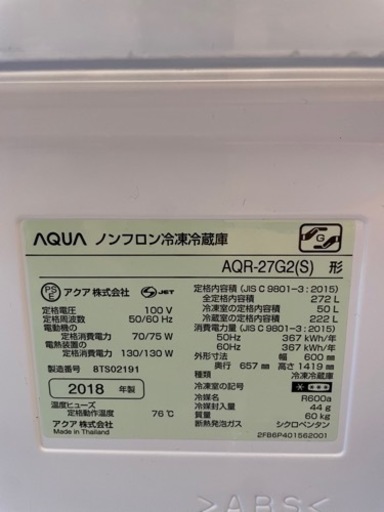 AQUA ノンフロン冷凍冷蔵庫
AQR-27G2(S) 形
PS E アクア株式会社 S JET
定格電圧 100 V
定格周波数 50/60 Hz
電動機の
定格消費電力 70/75 W
電熱装置の
定格消費電力 130/130 W
製造番号 8TS02191
2018 年製
温度ヒューズ
定格動作温度 76℃
アクア株式会社
Made in Thailand
G
定格内容積 (JIS C 9801-3:2015)
全定格内容積 272 L
冷凍室の定格内容積 50 L
冷蔵室の定格内容積 222 L
消費電力量 (JIS C 9801-3:2015)
50Hz 367 kWh/年
60Hz 367 kWh/年
外形寸法 幅 600 mm
奥行 657 mm 高さ 1419 mm
種類 冷凍冷蔵庫
冷凍室の記号
冷媒名 R600a
冷媒封入量 44 g
質量 60 kg
断熱発泡ガス シクロペンタン
2FB6P401562001
>ABS<